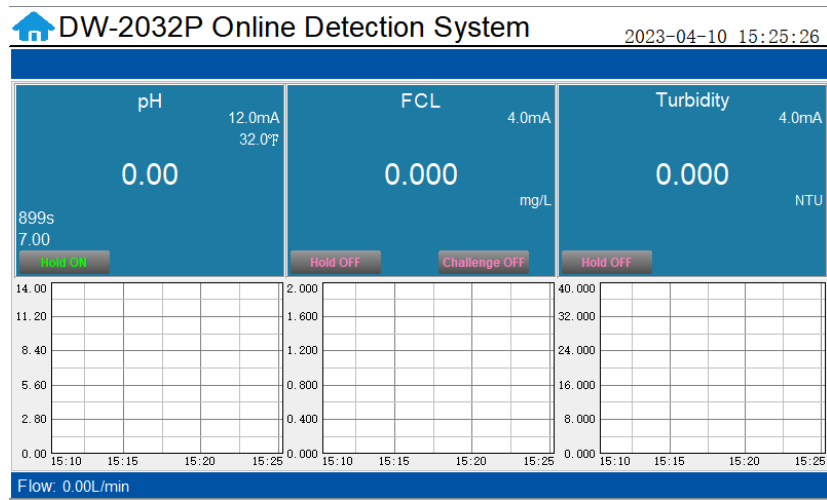 DW-2032P Online Detection System
2023-04-10 15:25:26
pH
12.0mA
32.0℉
0.00
899s
7.00
Hold ON
FCL
4.0mA
0.000
mg/L
Hold OFF
Challenge OFF
Turbidity
4.0mA
0.000
NTU
Hold OFF
14.00
11.20
8.40
5.60
2.80
0.00
15:10 15:15 15:20 15:25
2.000
1.600
1.200
0.800
0.400
0.000
15:10 15:15 15:20 15:25
40.000
32.000
24.000
16.000
8.000
0.000
15:10 15:15 15:20 15:25
Flow: 0.00L/min